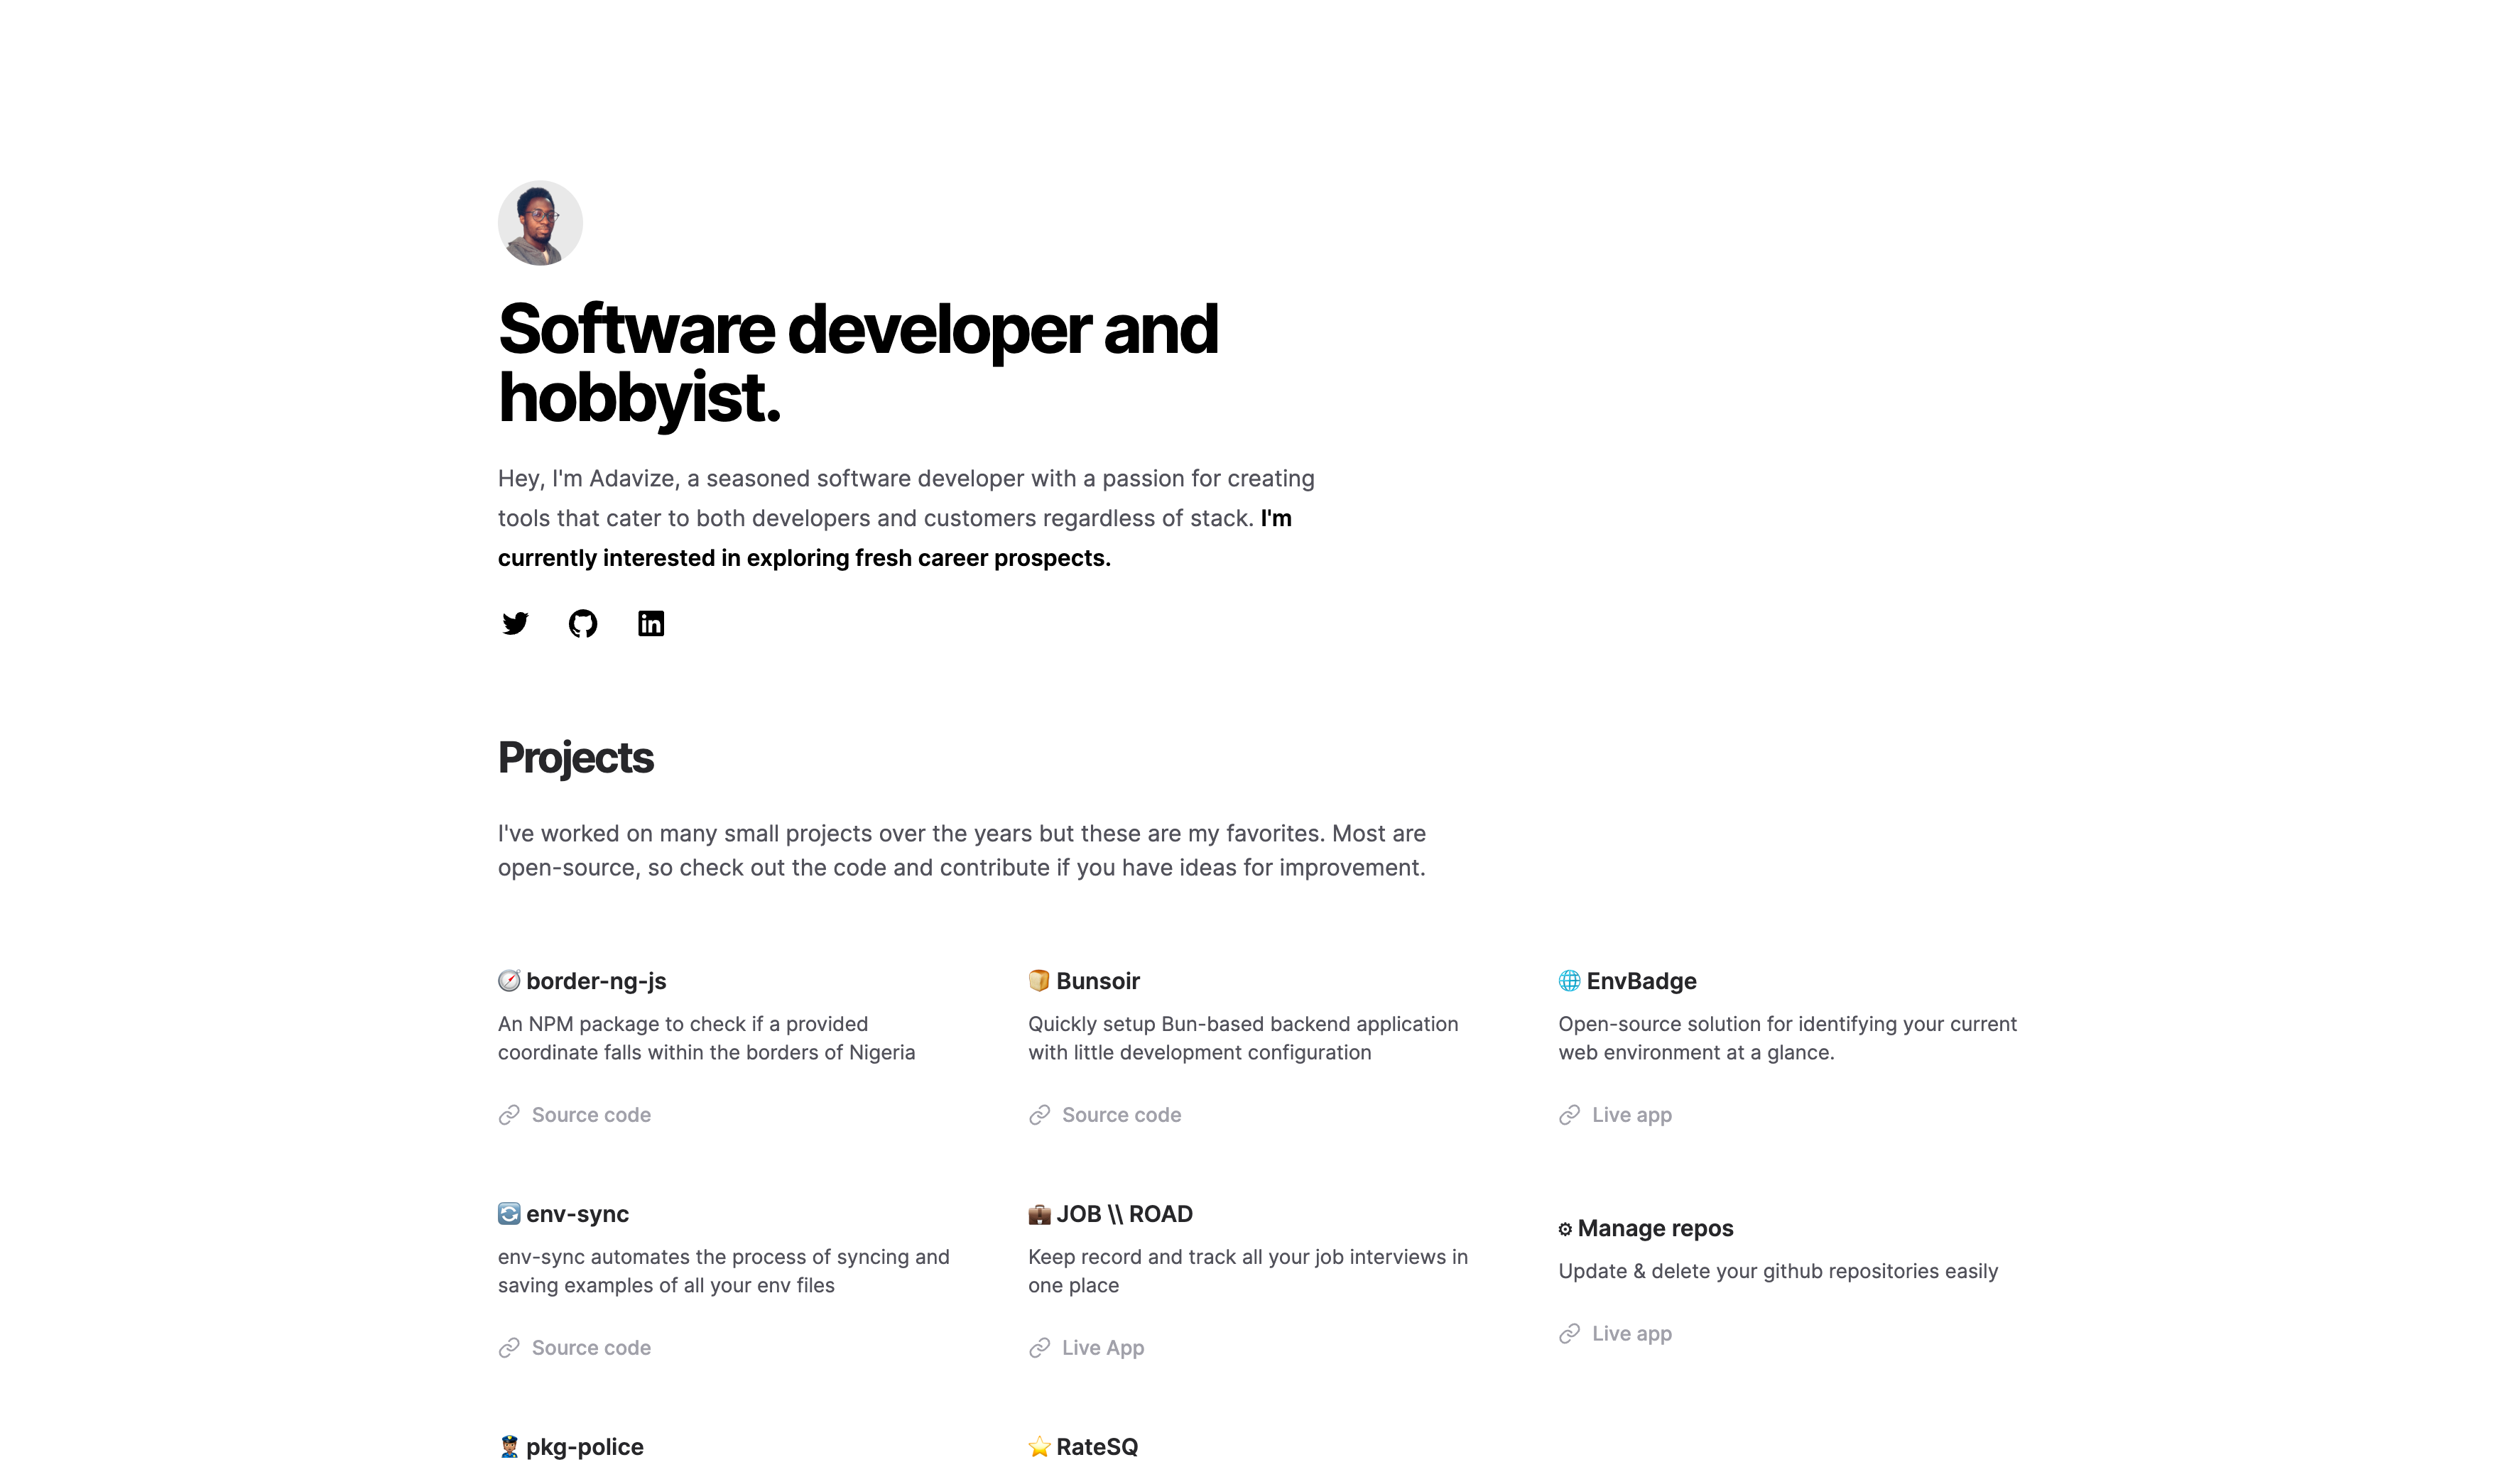 Software developer and
hobbyist.
Hey, I'm Adavize, a seasoned software developer with a passion for creating
tools that cater to both developers and customers regardless of stack. I'm
currently interested in exploring fresh career prospects.
in
Projects
I've worked on many small projects over the years but these are my favorites. Most are
open-source, so check out the code and contribute if you have ideas for improvement.
🧭 border-ng-js
An NPM package to check if a provided
coordinate falls within the borders of Nigeria
Source code
🍞 Bunsoir
Quickly setup Bun-based backend application
with little development configuration
Source code
🌐 EnvBadge
Open-source solution for identifying your current
web environment at a glance.
Live app
🔄 env-sync
env-sync automates the process of syncing and
saving examples of all your env files
Source code
💼 JOB \\ ROAD
Keep record and track all your job interviews in
one place
Live App
⚙ Manage repos
Update & delete your github repositories easily
Live app
👮🏽 pkg-police
⭐ RateSQ